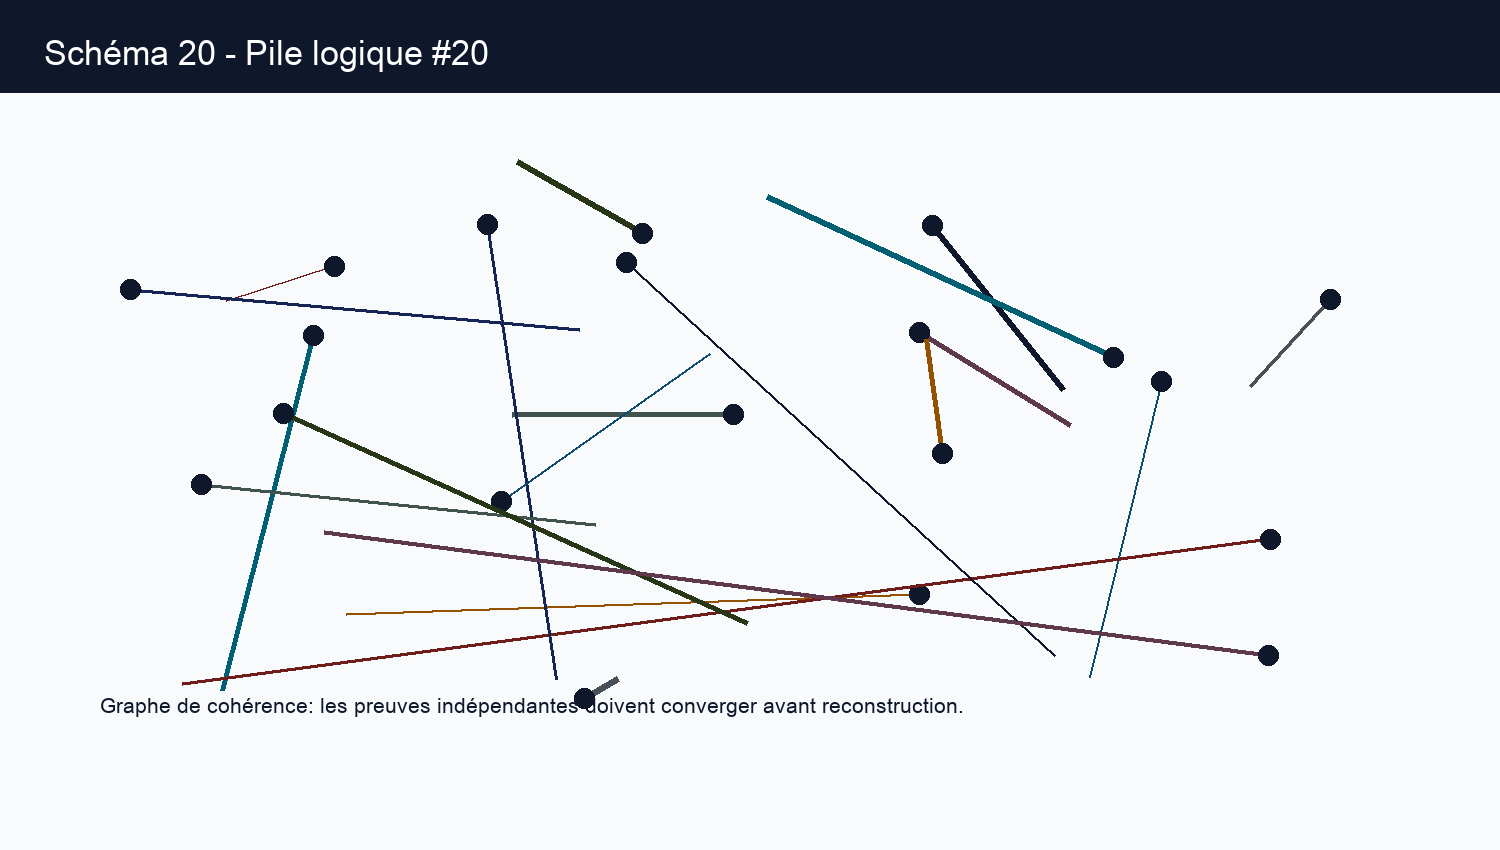 Schéma 20 - Pile logique #20
Graphe de cohérence: les preuves indépendantes doivent converger avant reconstruction.